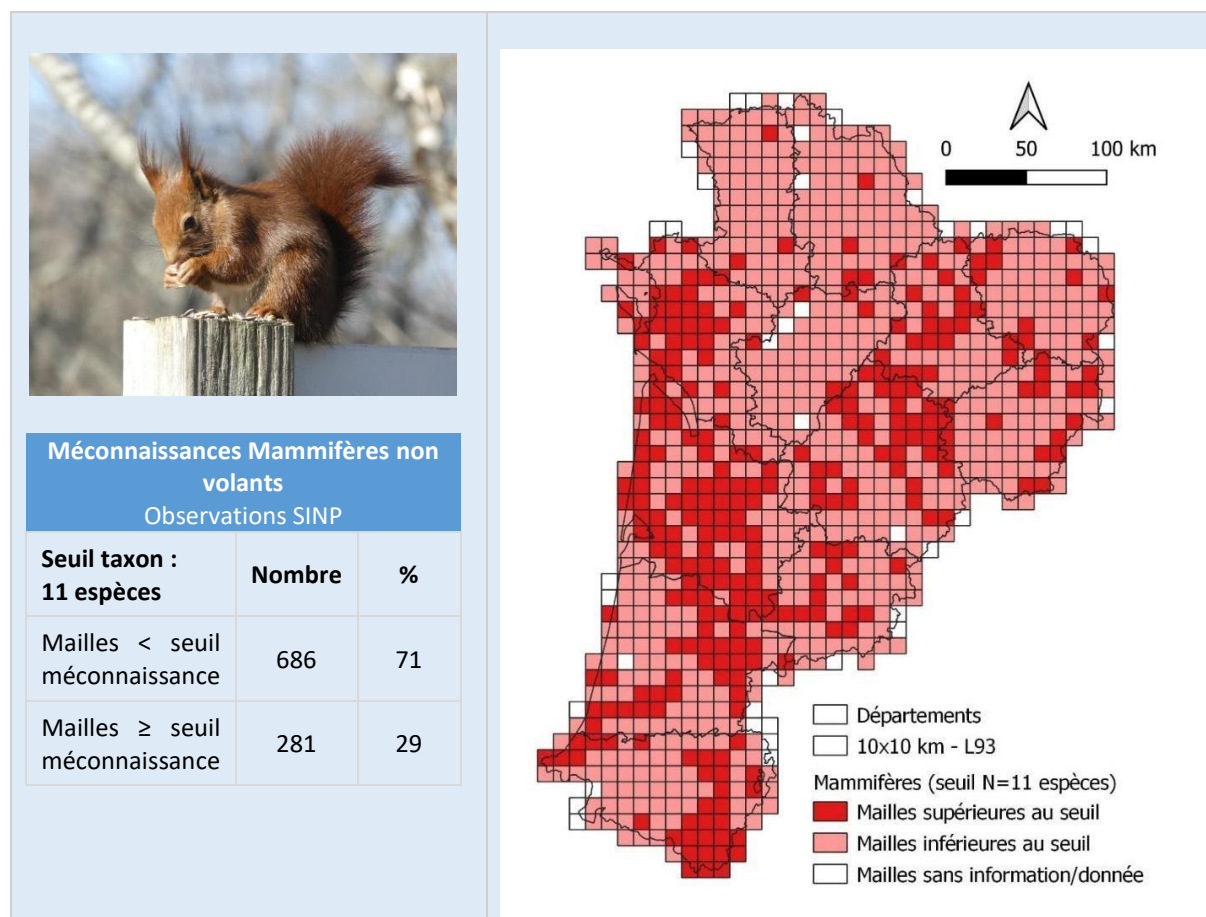 Méconnaissances Mammifères non
volants
Observations SINP
Seuil taxon :
11 espèces
Nombre
%
Mailles < seuil
méconnaissance
686
71
Mailles ≥ seuil
méconnaissance
281
29
0 50 100 km
Départements
10x10 km - L93
Mammifères (seuil N=11 espèces)
Mailles supérieures au seuil
Mailles inférieures au seuil
Mailles sans information/donnée